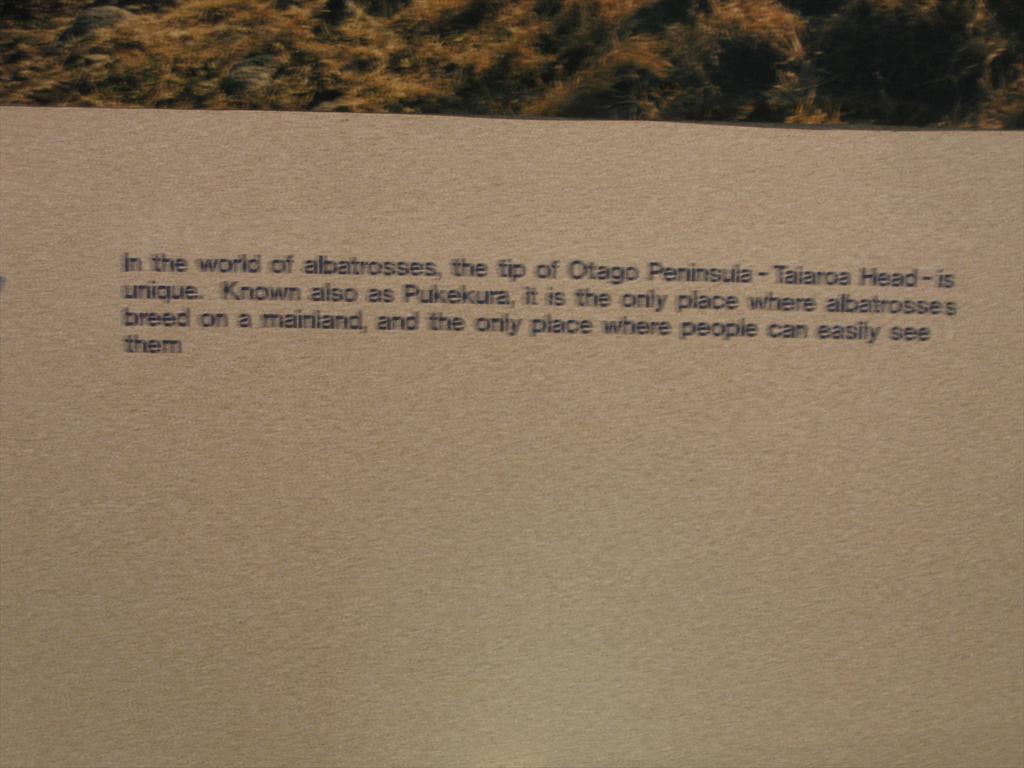 In the world of albatrosses, the tip of Otago Peninsula - Taiaroa Head - is
unique. Known also as Pukekura, it is the only place where albatrosses
breed on a mainland, and the only place where people can easily see
them